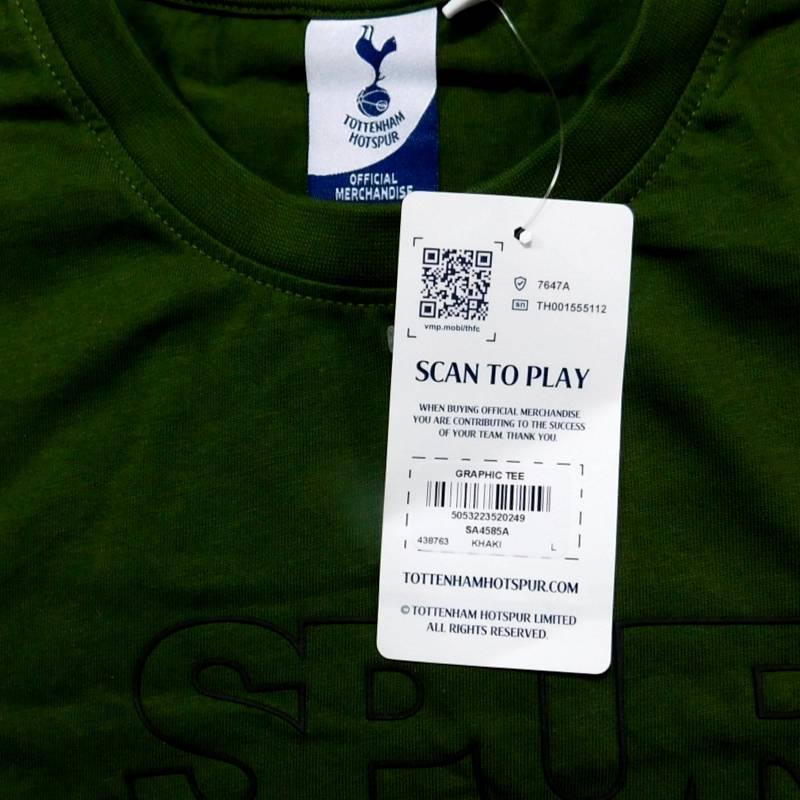 TOTTENHAM
HOTSPUR
OFFICIAL
MERCHANDISE
7647A
sn TH001555112
vmp.mobi/thfc
SCAN TO PLAY
WHEN BUYING OFFICIAL MERCHANDISE
YOU ARE CONTRIBUTING TO THE SUCCESS
OF YOUR TEAM. THANK YOU.
GRAPHIC TEE
5053223520249
SA4585A
438763 KHAKI L
TOTTENHAMHOTSPUR.COM
© TOTTENHAM HOTSPUR LIMITED
ALL RIGHTS RESERVED.
SPUR